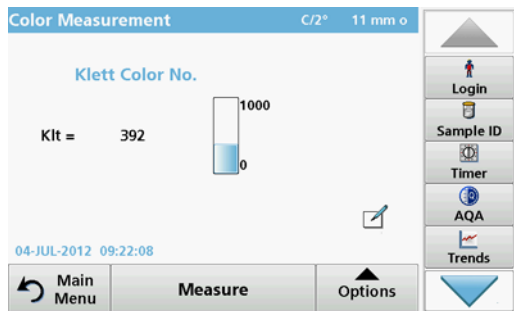 Color Measurement C/2° 11 mm o
Klett Color No.
1000
Klt = 392
0
04-JUL-2012 09:22:08
Main Menu
Measure
Options
Login
Sample ID
Timer
AQA
Trends